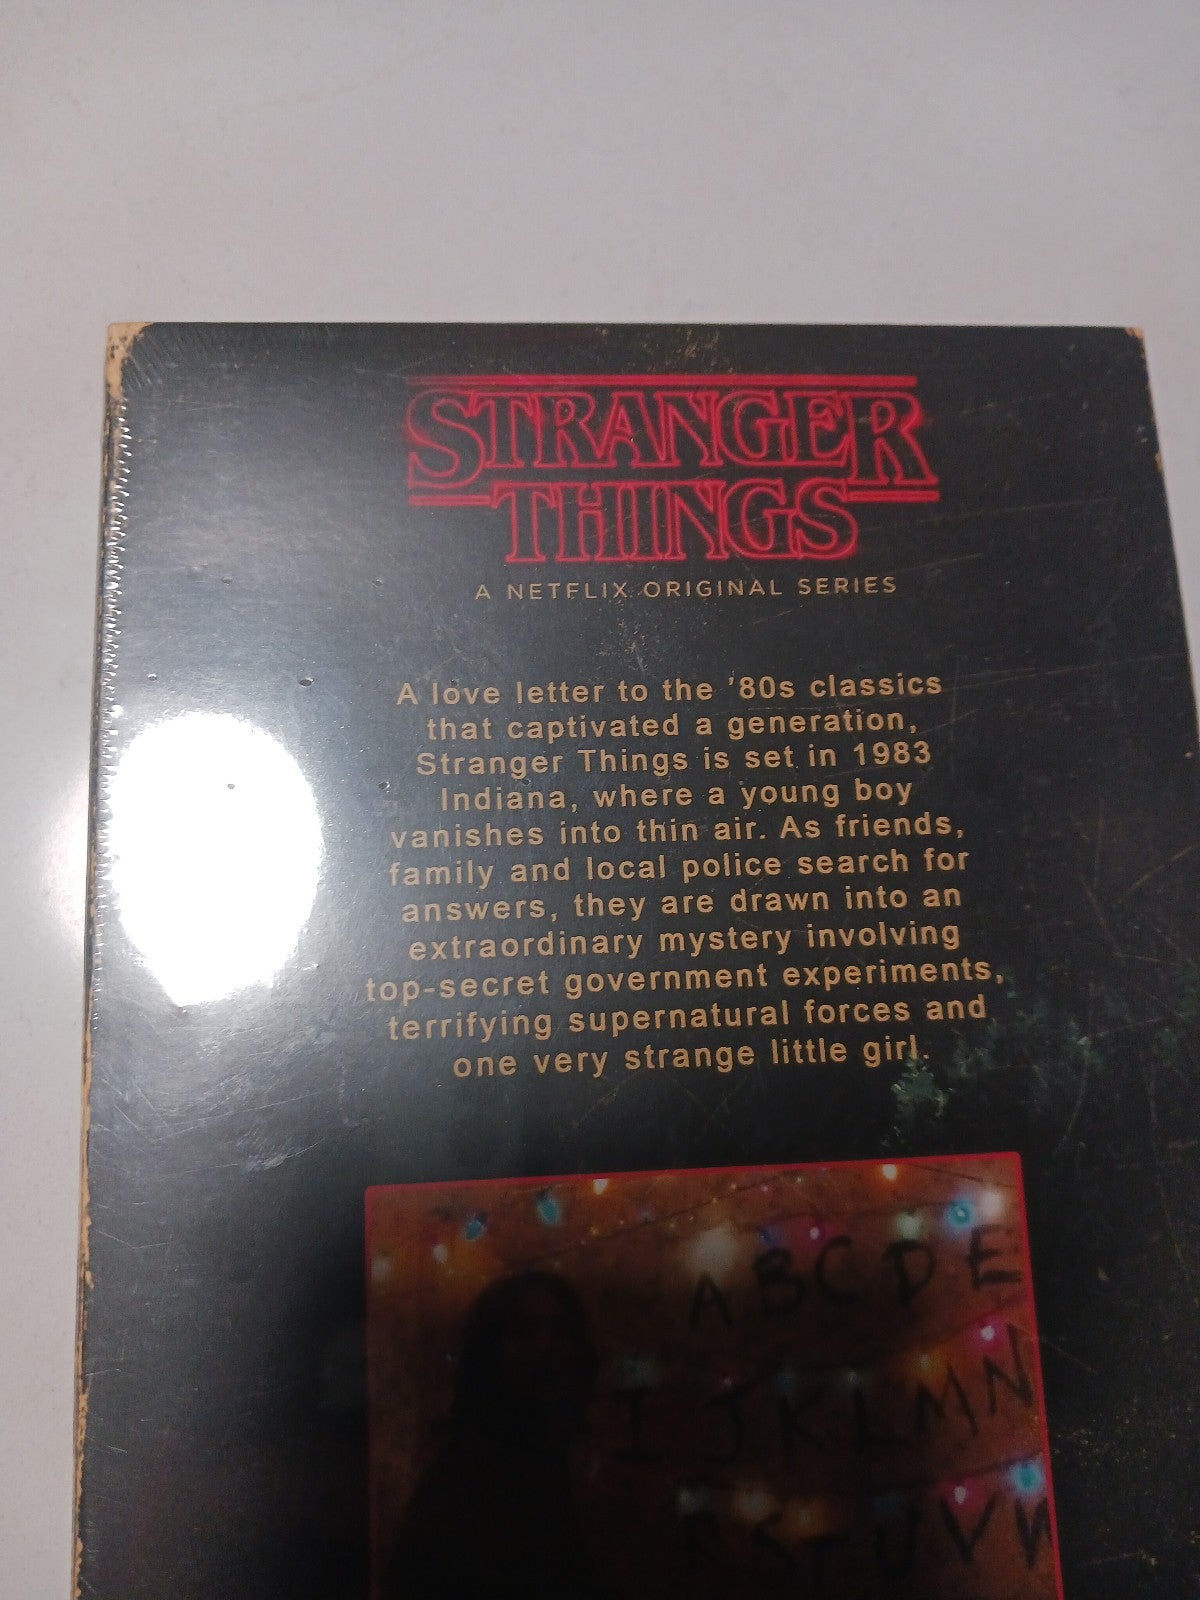 STRANGER
THINGS
A NETFLIX ORIGINAL SERIES
A love letter to the '80s classics
that captivated a generation,
Stranger Things is set in 1983
Indiana, where a young boy
vanishes into thin air. As friends,
family and local police search for
answers, they are drawn into an
extraordinary mystery involving
top-secret government experiments,
terrifying supernatural forces and
one very strange little girl.
A B C D E
I J K L M N
R S T U V W